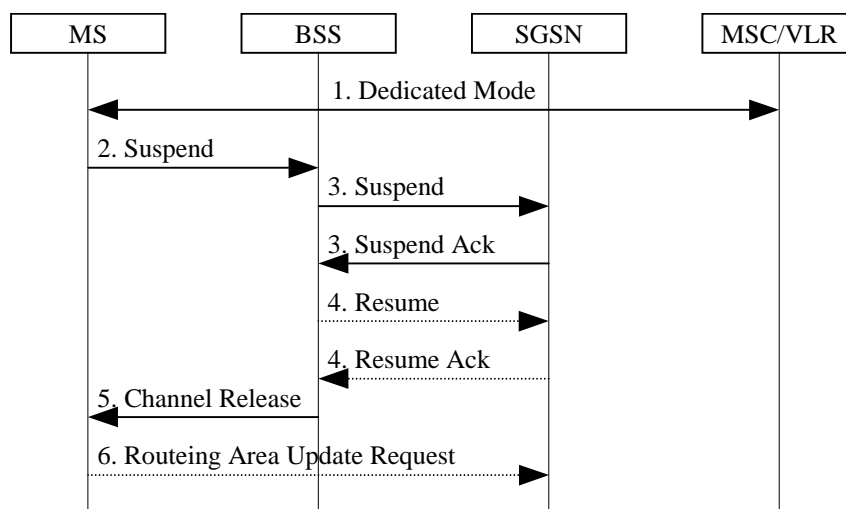 MS
BSS
SGSN
MSC/VLR
1. Dedicated Mode
2. Suspend
3. Suspend
3. Suspend Ack
4. Resume
4. Resume Ack
5. Channel Release
6. Routeing Area Update Request